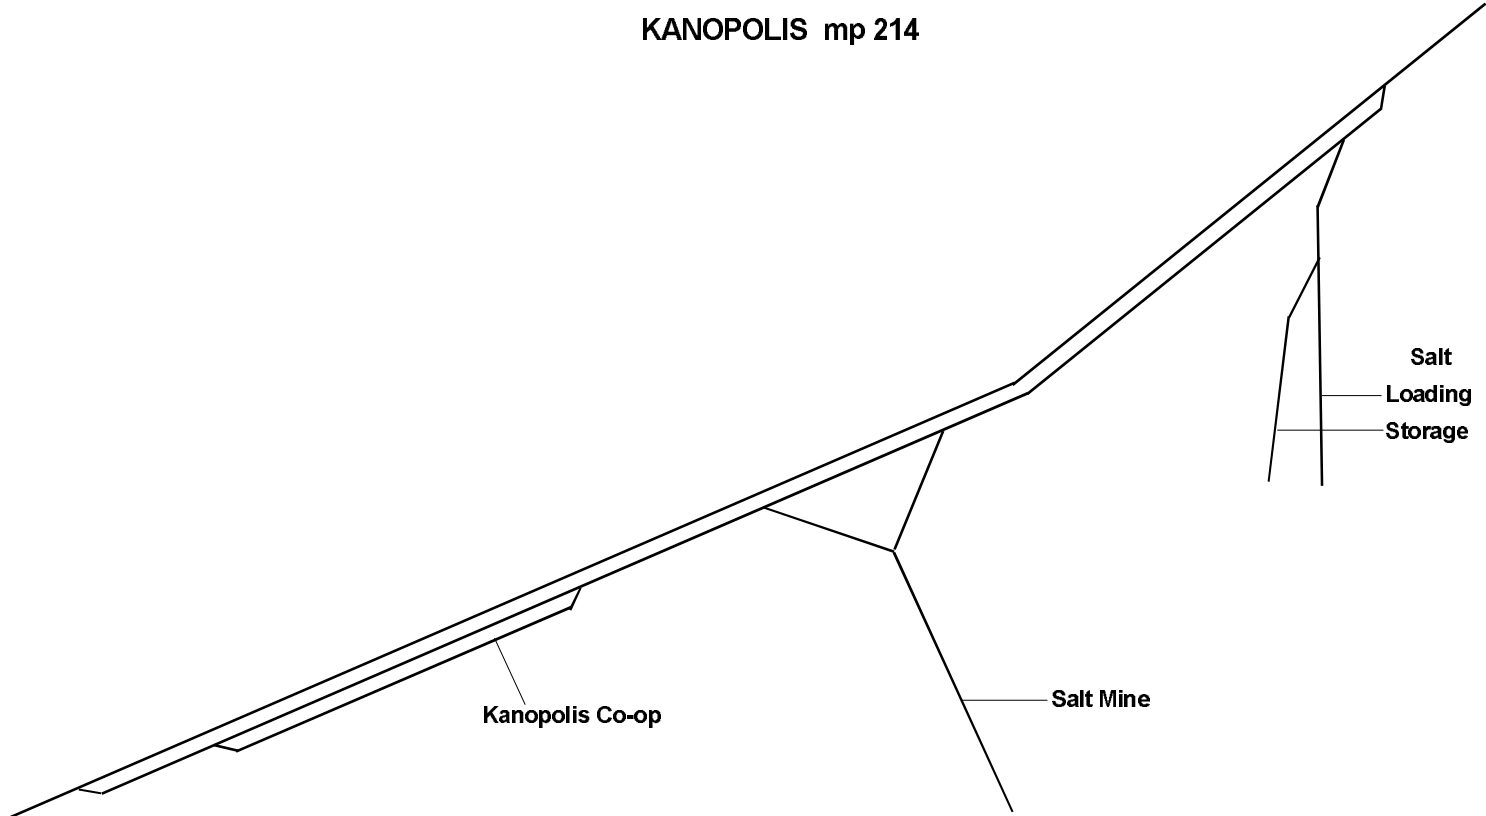 KANOPOLIS mp 214
Salt
Loading
Storage
Salt Mine
Kanopolis Co-op